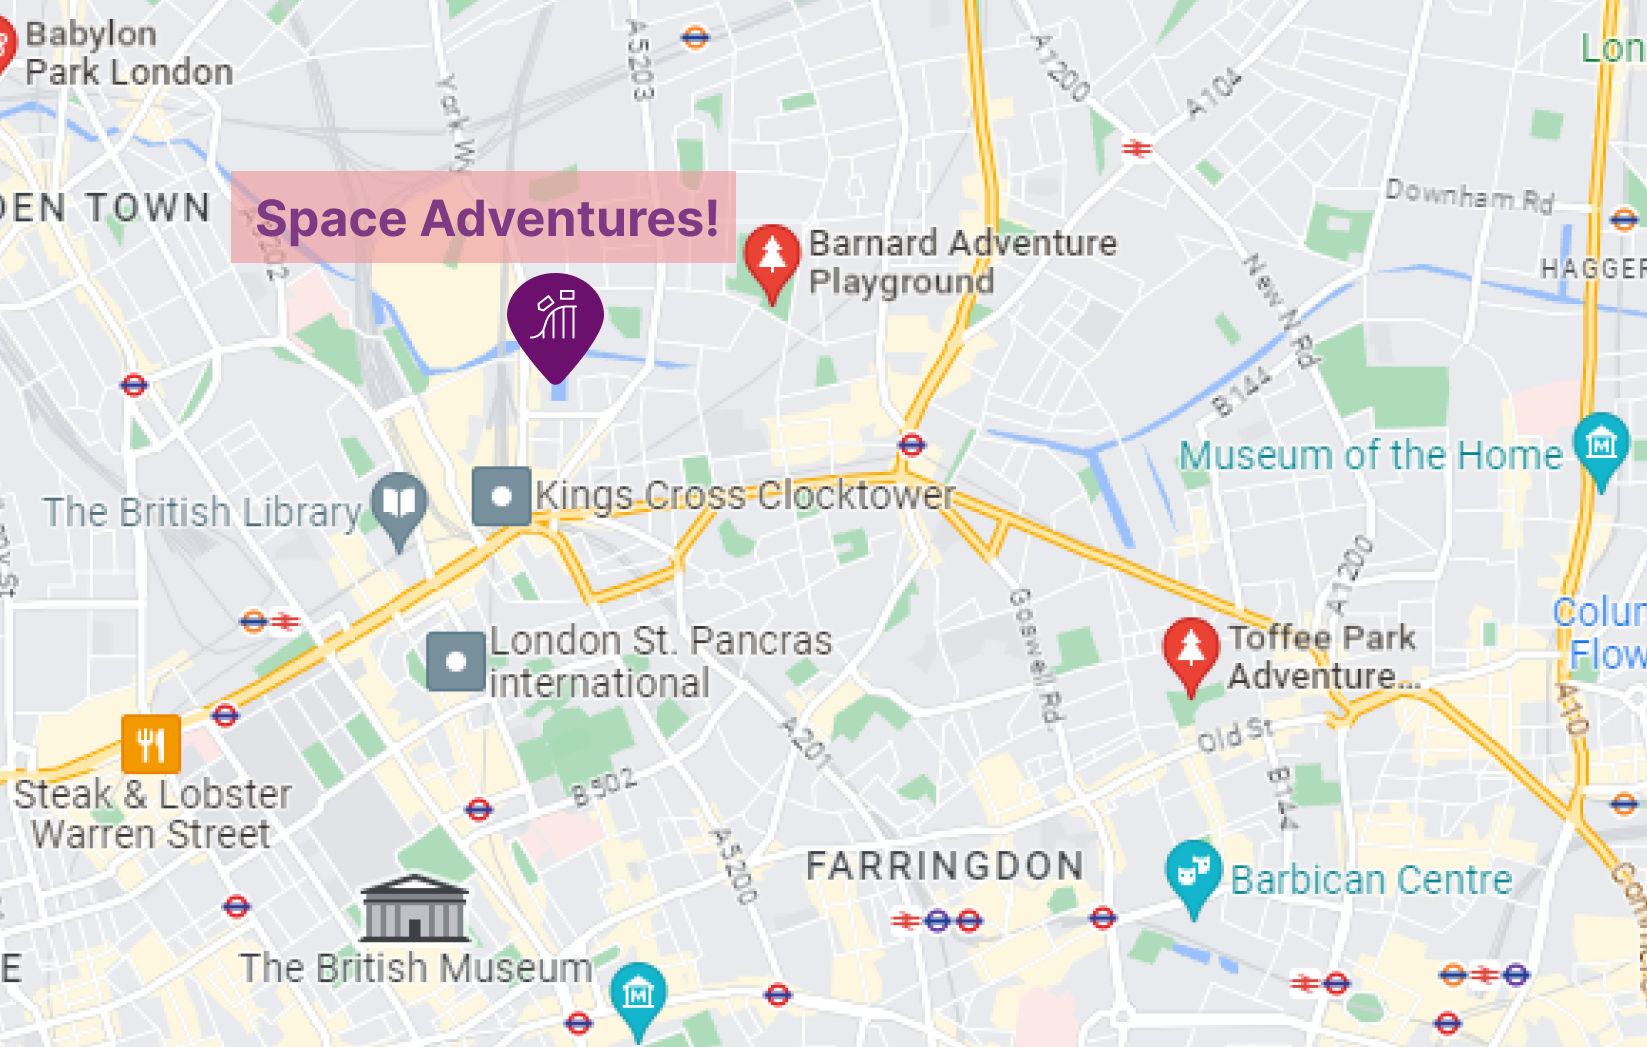 Babylon
Park London
A5203
York Wy
A1200
A104
Lon
DEN TOWN
A5202
Space Adventures!
Barnard Adventure
Playground
Downham Rd
HAGGER
New N Rd
B144
Museum of the Home
The British Library
Kings Cross Clocktower
A1200
Goswell Rd.
London St. Pancras
international
Toffee Park
Adventure...
Colum
Flow
A10
Old St
A201
B502
B144
Steak & Lobster
Warren Street
A5200
FARRINGDON
Barbican Centre
The British Museum
E